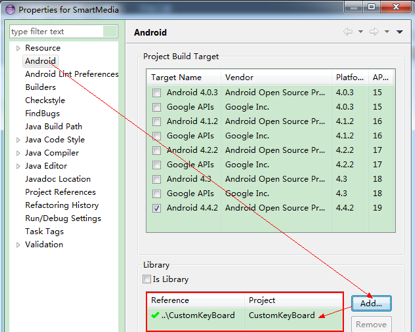 Properties for SmartMedia
type filter text
Resource
Android
Android Lint Preferences
Builders
Checkstyle
FindBugs
Java Build Path
Java Code Style
Java Compiler
Java Editor
Javadoc Location
Project References
Refactoring History
Run/Debug Settings
Task Tags
Validation
Android
Project Build Target
Target Name Vendor Platfo... AP...
Android 4.0.3 Android Open Source Pr... 4.0.3 15
Google APIs Google Inc. 4.0.3 15
Android 4.1.2 Android Open Source Pr... 4.1.2 16
Google APIs Google Inc. 4.1.2 16
Android 4.2.2 Android Open Source Pr... 4.2.2 17
Google APIs Google Inc. 4.2.2 17
Android 4.3 Android Open Source Pr... 4.3 18
Google APIs Google Inc. 4.3 18
Android 4.4.2 Android Open Source Pr... 4.4.2 19
Library
Is Library
Reference Project
..\CustomKeyBoard CustomKeyBoard
Add...
Remove